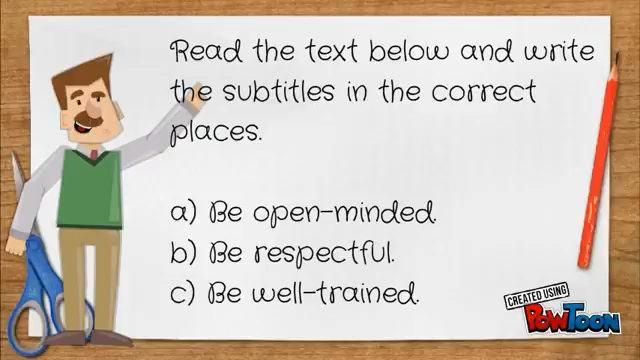 Read the text below and write
the subtitles in the correct
places.
a) Be open-minded.
b) Be respectful.
c) Be well-trained.
CREATED USING
POWTOON